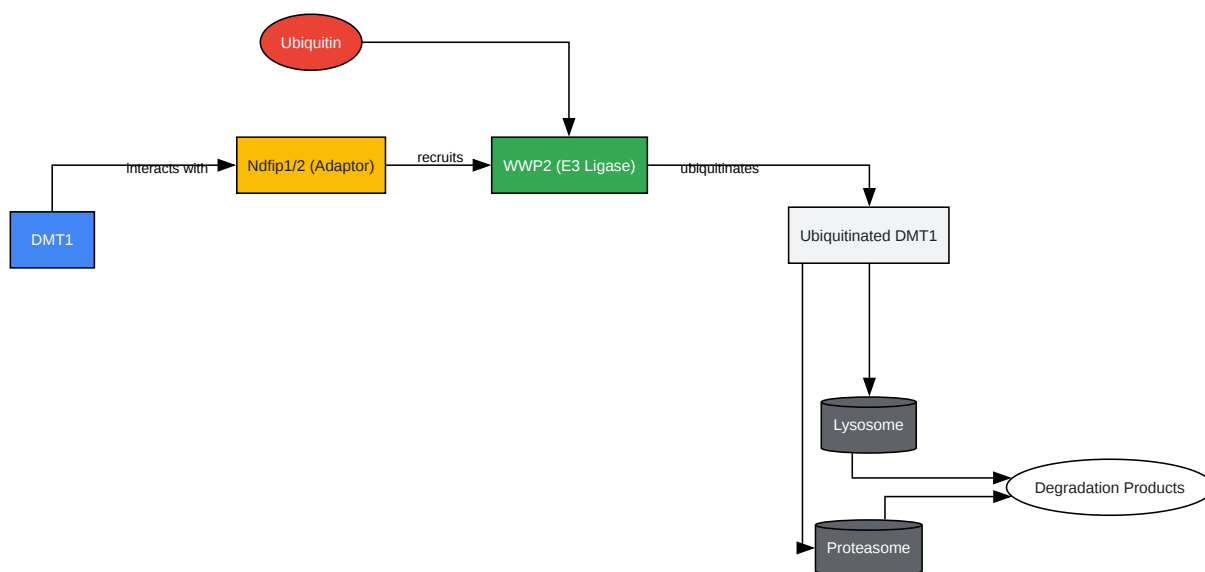 Ubiquitin
interacts with
Ndfip1/2 (Adaptor)
recruits
WWP2 (E3 Ligase)
ubiquitinates
DMT1
Ubiquitinated DMT1
Lysosome
Degradation Products
Proteasome